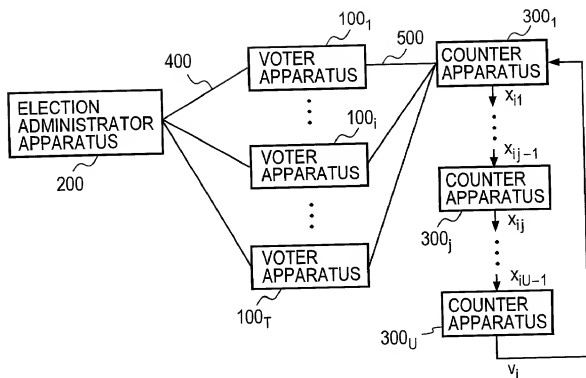 100₁
VOTER
APPARATUS
500
300₁
COUNTER
APPARATUS
400
ELECTION
ADMINISTRATOR
APPARATUS
200
100ᵢ
VOTER
APPARATUS
xᵢ₁
xᵢⱼ₋₁
COUNTER
APPARATUS
300ⱼ
xᵢⱼ
VOTER
APPARATUS
100_T
x_iU-1
COUNTER
APPARATUS
300_U
vᵢ